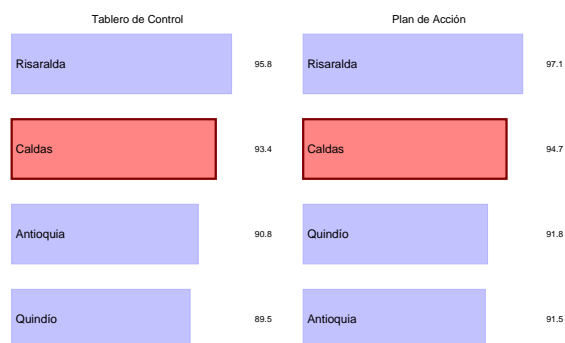 Tablero de Control
Risaralda 95.8
Caldas 93.4
Antioquia 90.8
Quindío 89.5
Plan de Acción
Risaralda 97.1
Caldas 94.7
Quindío 91.8
Antioquia 91.5